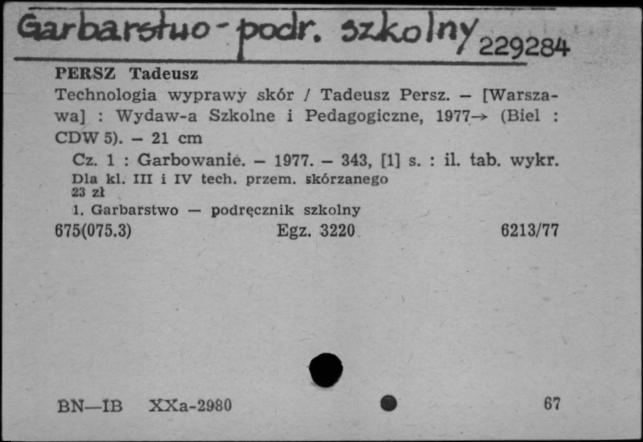 Garbarstwo - podr. szkolny
229284
PERSZ Tadeusz
Technologia wyprawy skór / Tadeusz Persz. — [Warsza-
wa] : Wydaw-a Szkolne i Pedagogiczne, 1977→ (Biel :
CDW 5). — 21 cm
Cz. 1 : Garbowanie. — 1977. — 343, [1] s. : il. tab. wykr.
Dla kl. III i IV tech. przem. skórzanego
23 zł
1. Garbarstwo — podręcznik szkolny
675(075.3) Egz. 3220 6213/77
BN—IB XXa-2980 67